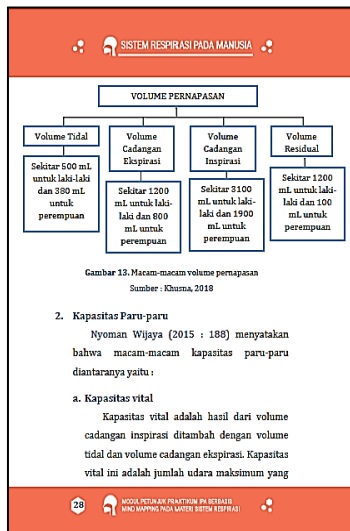 SISTEM RESPIRASI PADA MANUSIA
VOLUME PERNAPASAN
Volume Tidal
Sekitar 500 mL
untuk laki-laki
dan 380 mL
untuk
perempuan
Volume
Cadangan
Ekspirasi
Sekitar 1200
mL untuk laki-
laki dan 800
mL untuk
perempuan
Volume
Cadangan
Inspirasi
Sekitar 3100
mL untuk laki-
laki dan 1900
mL untuk
perempuan
Volume
Residual
Sekitar 1200
mL untuk laki-
laki dan 100
mL untuk
perempuan
Gambar 13. Macam-macam volume pernapasan
Sumber : Khusna, 2018
2. Kapasitas Paru-paru
Nyoman Wijaya (2015 : 188) menyatakan
bahwa macam-macam kapasitas paru-paru
diantaranya yaitu :
a. Kapasitas vital
Kapasitas vital adalah hasil dari volume
cadangan inspirasi ditambah dengan volume
tidal dan volume cadangan ekspirasi. Kapasitas
vital ini adalah jumlah udara maksimum yang
28
MODUL PETUNJUK PRAKTIKUM IPA BERBASIS
MIND MAPPING PADA MATERI SISTEM RESPIRASI